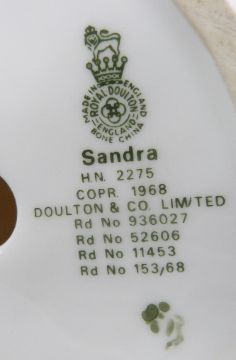 MADE IN ENGLAND
ROYAL DOULTON
ENGLAND
BONE CHINA
Sandra
H.N. 2275
COPR. 1968
DOULTON & CO. LIMITED
Rd No 936027
Rd No 52606
Rd No 11453
Rd No 153,68